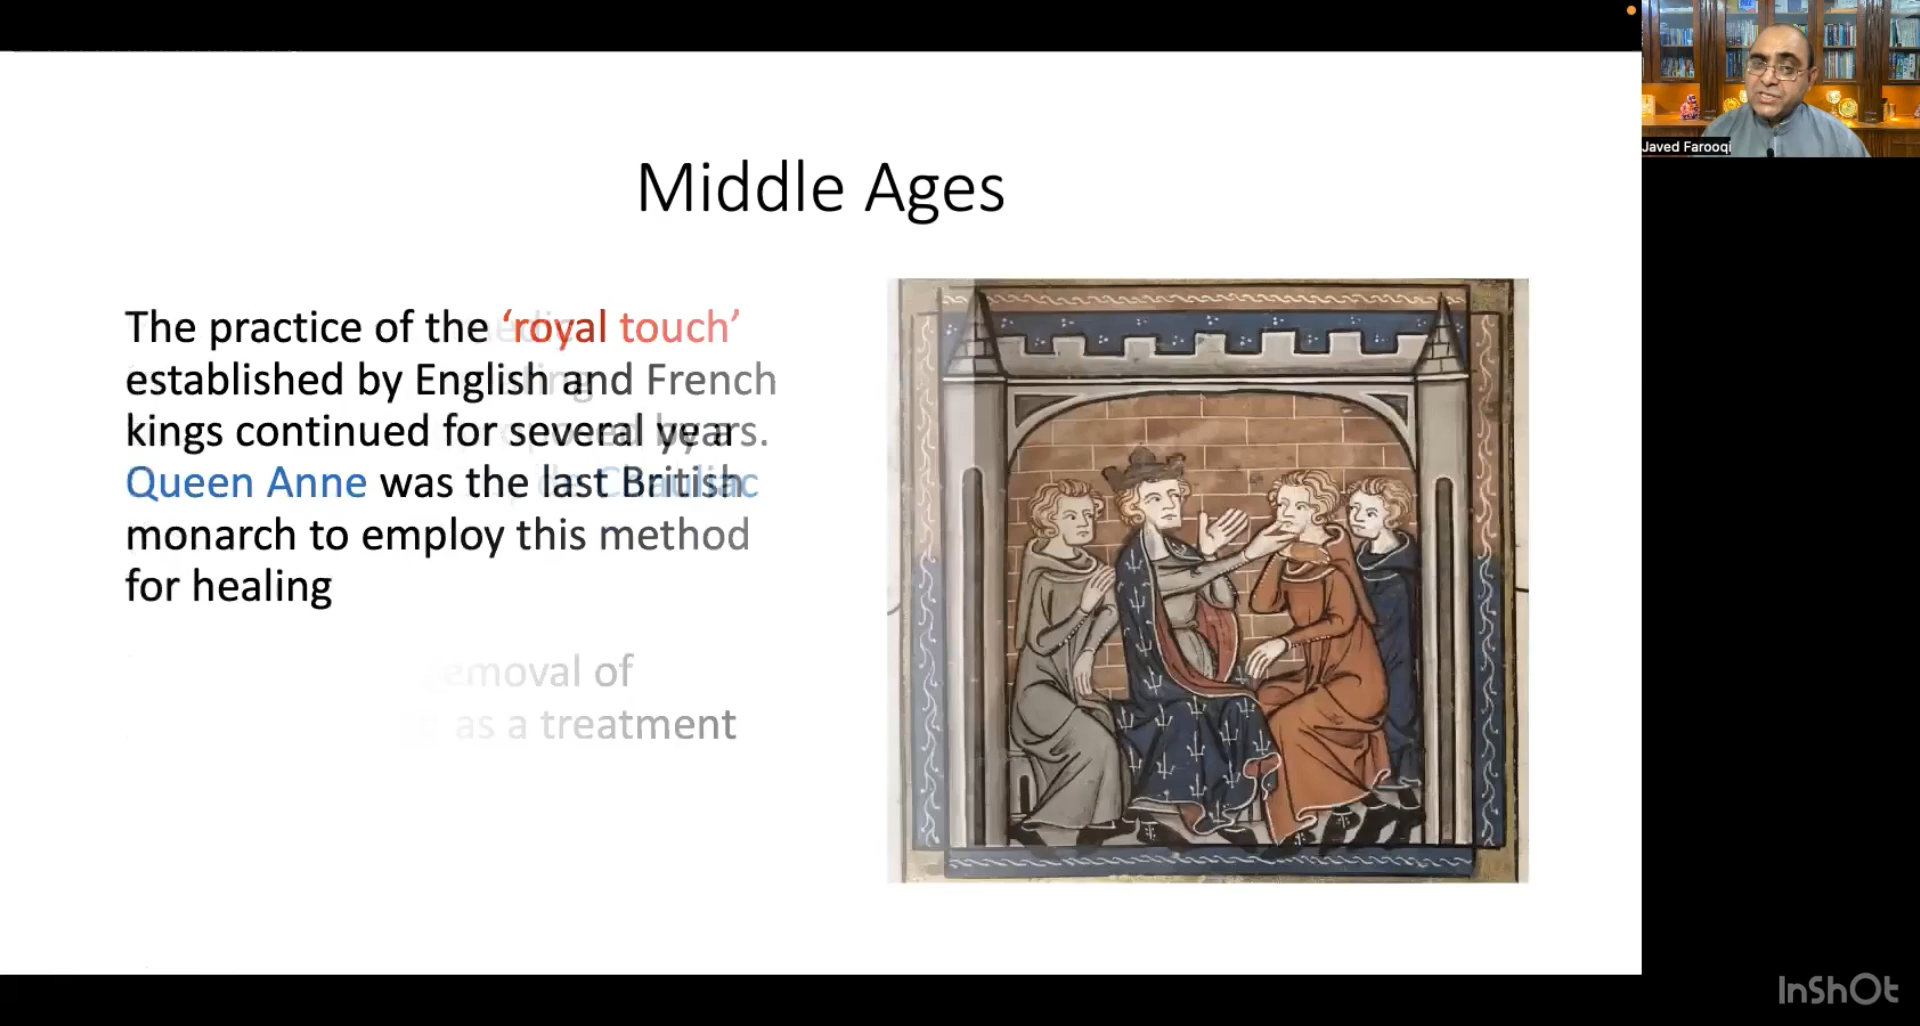 Javed Farooqi
Middle Ages
The practice of the ‘royal touch’
established by English and French
kings continued for several years.
Queen Anne was the last British
monarch to employ this method
for healing
removal of
as a treatment
InShOt